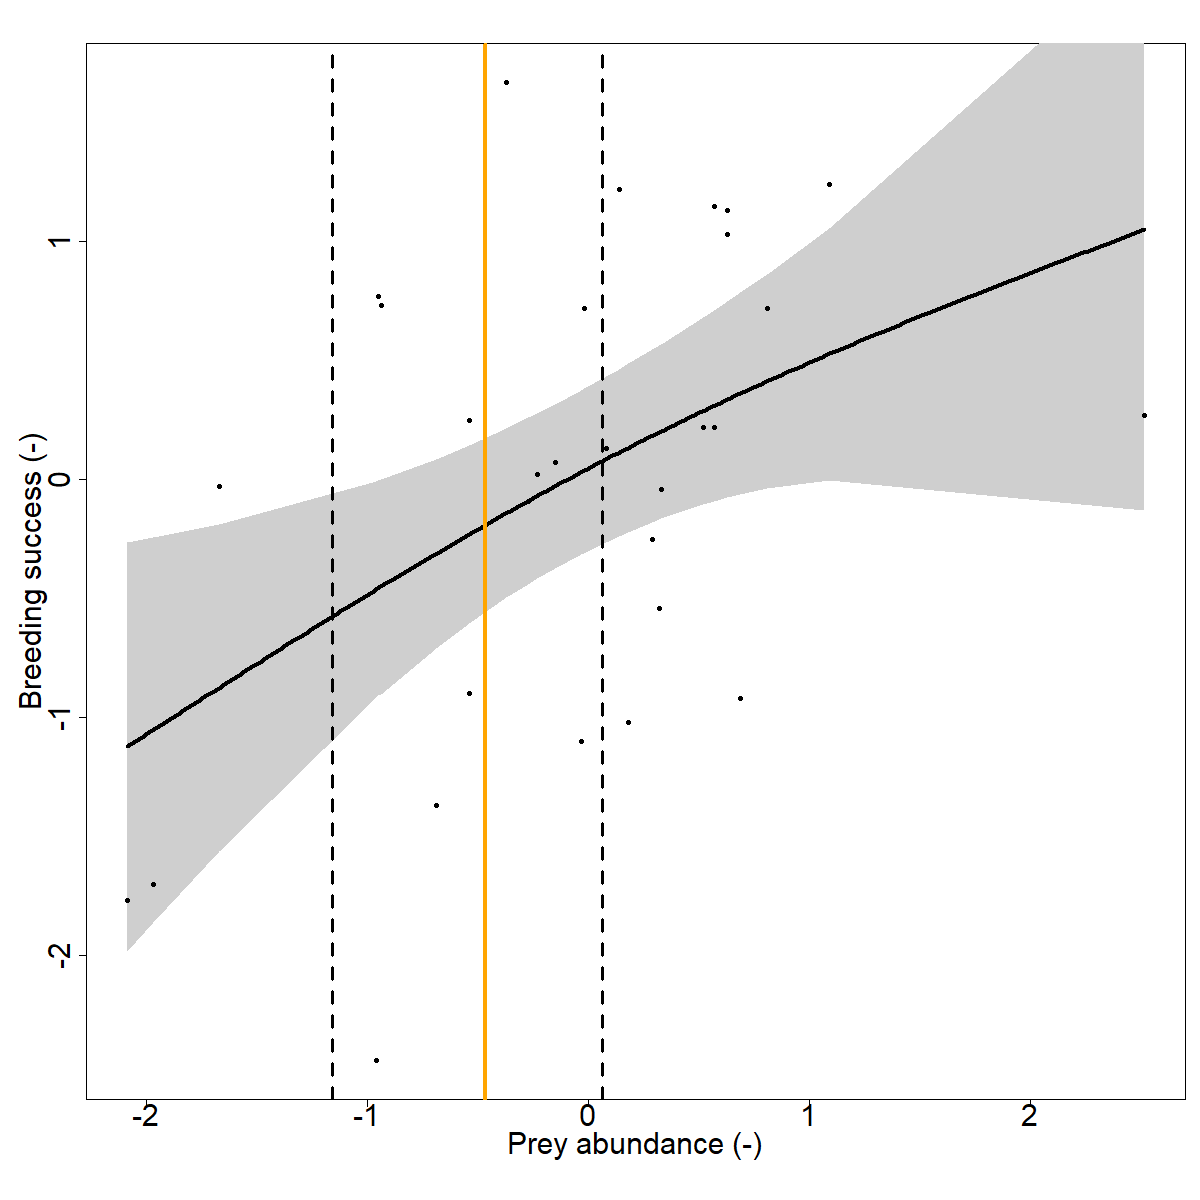 Breeding success (-)
1
0
-1
-2
-2 -1 0 1 2
Prey abundance (-)